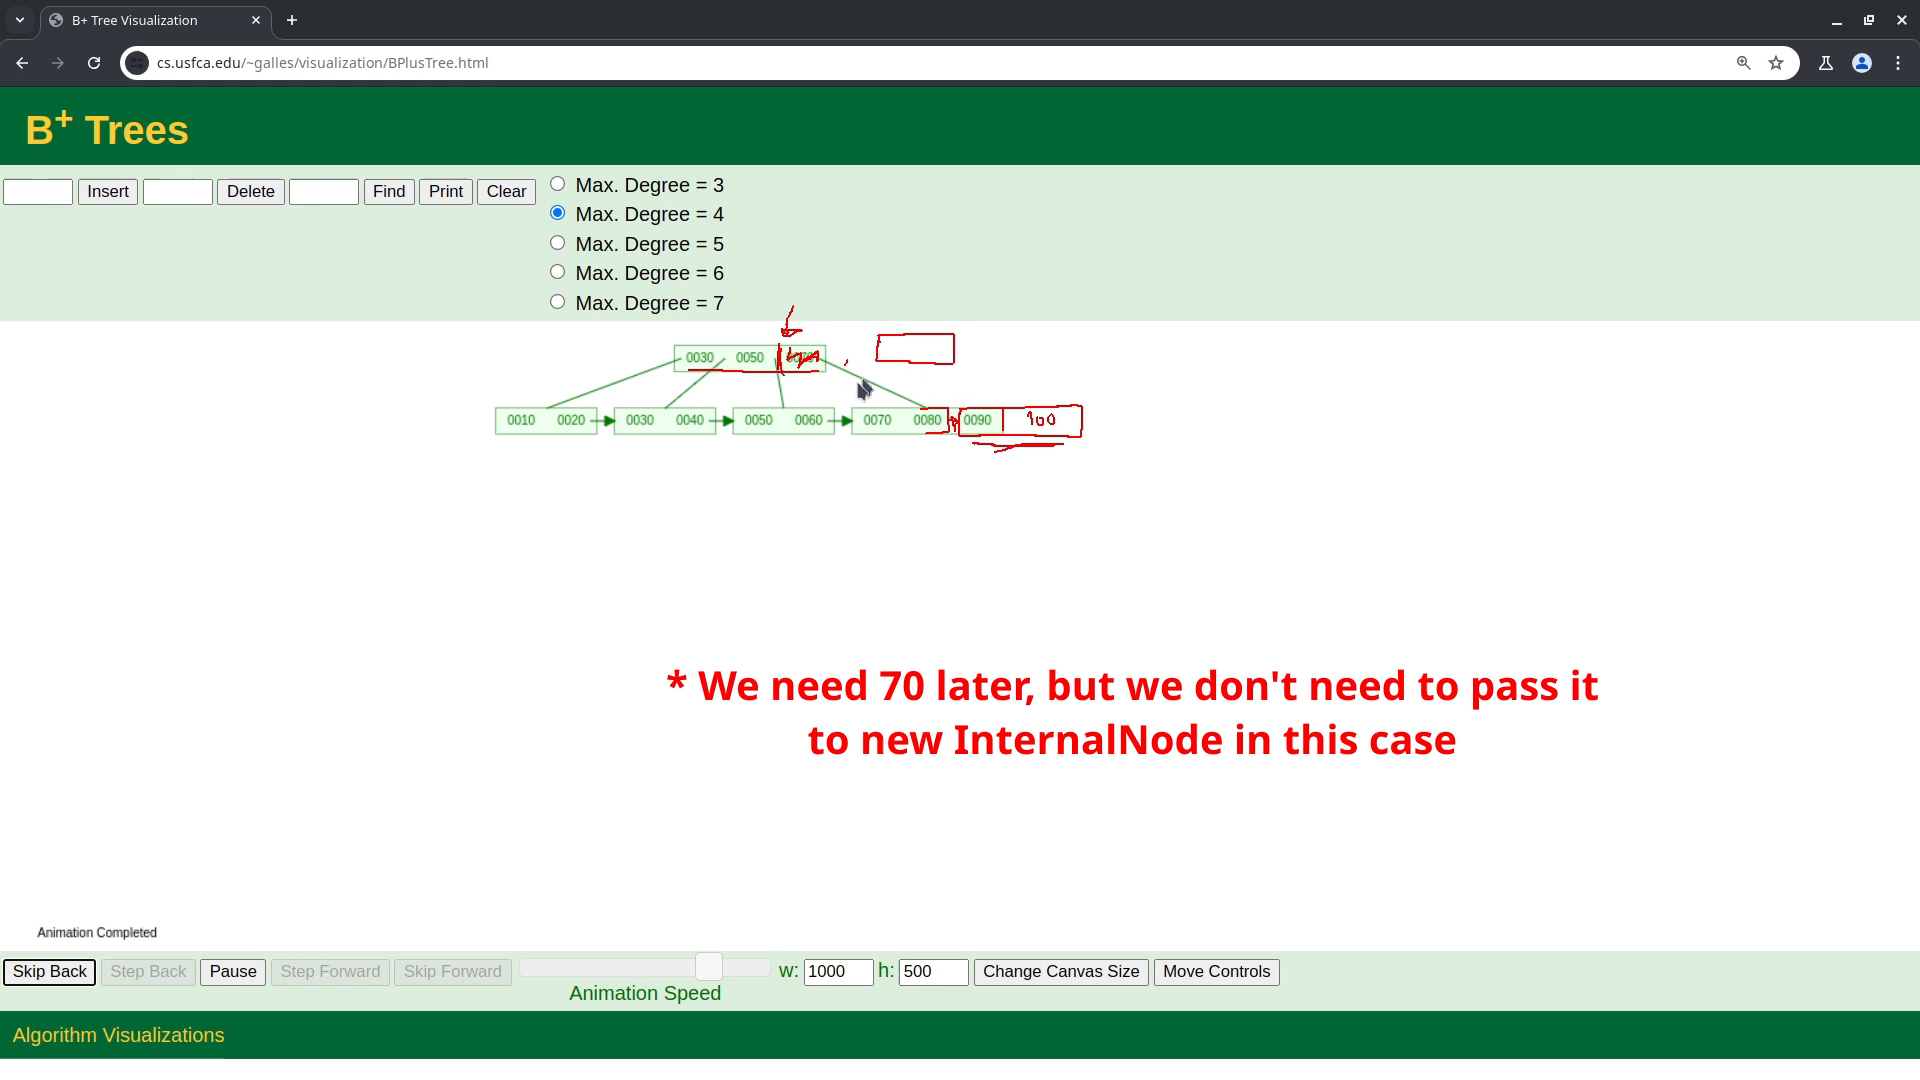 B+ Tree Visualization
cs.usfca.edu/~galles/visualization/BPlusTree.html
B+ Trees
Insert Delete Find Print Clear
Max. Degree = 3
Max. Degree = 4
Max. Degree = 5
Max. Degree = 6
Max. Degree = 7
0030 0050 0070
0010 0020 0030 0040 0050 0060 0070 0080 0090 100
* We need 70 later, but we don't need to pass it
to new InternalNode in this case
Animation Completed
Skip Back Step Back Pause Step Forward Skip Forward w: 1000 h: 500 Change Canvas Size Move Controls
Animation Speed
Algorithm Visualizations